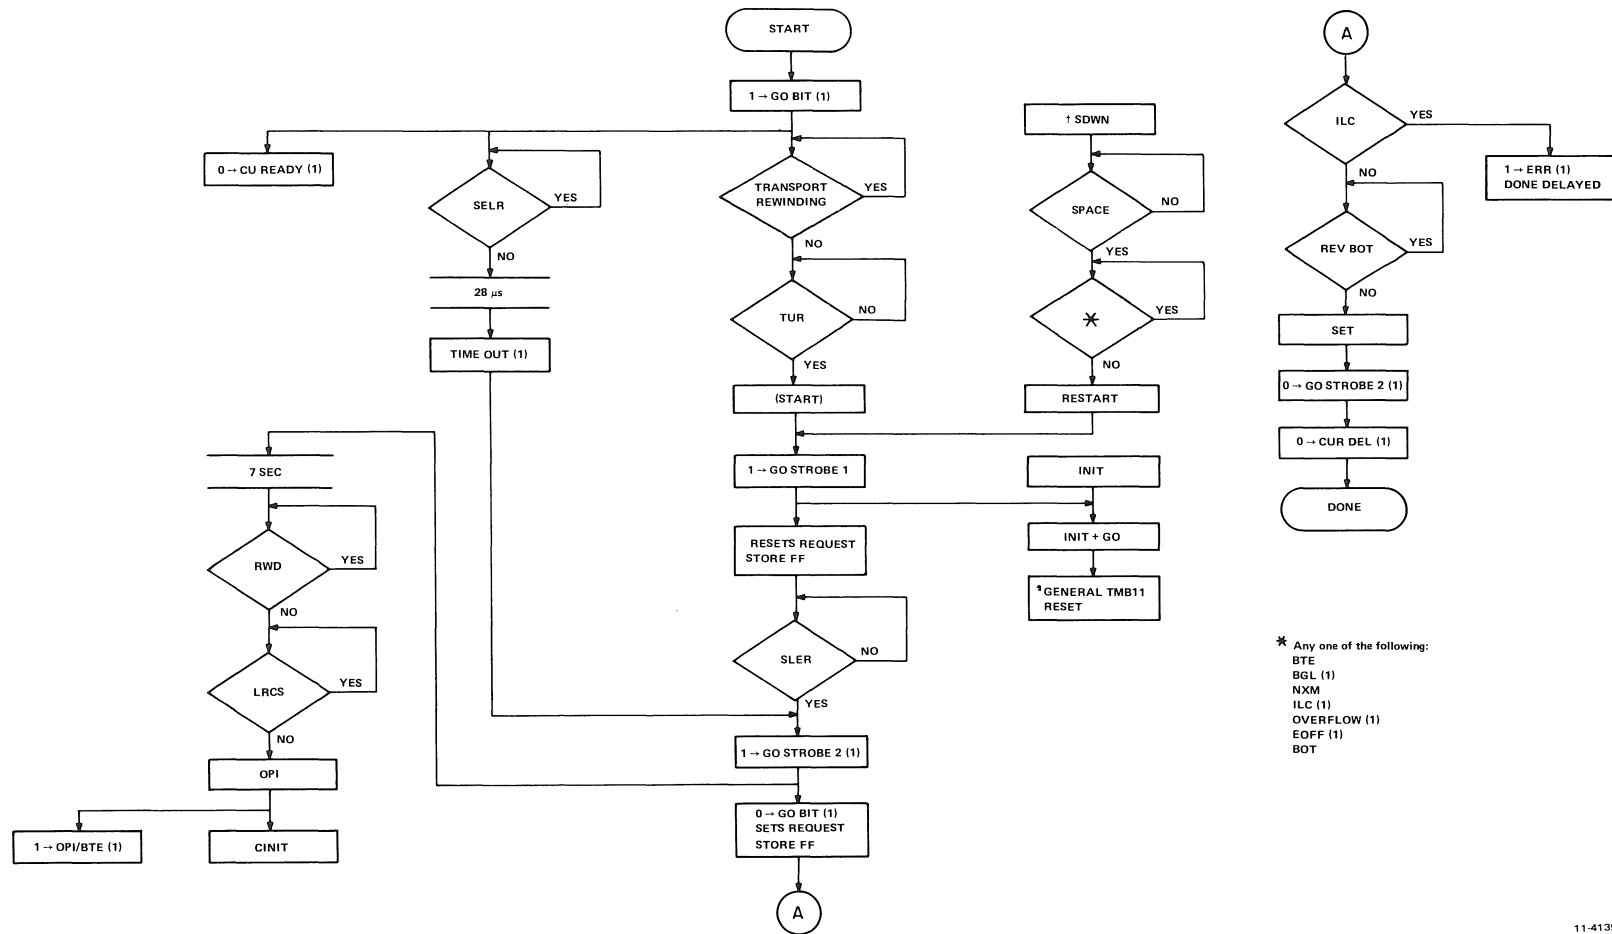 START
1 → GO BIT (1)
0 → CU READY (1)
SELR
YES
NO
28 μs
TIME OUT (1)
TRANSPORT
REWINDING
YES
NO
TUR
NO
YES
(START)
1 → GO STROBE 1
RESETS REQUEST
STORE FF
SLER
NO
YES
1 → GO STROBE 2 (1)
0 → GO BIT (1)
SETS REQUEST
STORE FF
A
7 SEC
RWD
YES
NO
LRCS
YES
NO
OPI
1 → OPI/BTE (1)
CINIT
↑ SDWN
SPACE
NO
YES
*
YES
NO
RESTART
INIT
INIT + GO
GENERAL TMB11
RESET
A
ILC
YES
1 → ERR (1)
DONE DELAYED
NO
REV BOT
YES
NO
SET
0 → GO STROBE 2 (1)
0 → CUR DEL (1)
DONE
* Any one of the following:
BTE
BGL (1)
NXM
ILC (1)
OVERFLOW (1)
EOFF (1)
BOT